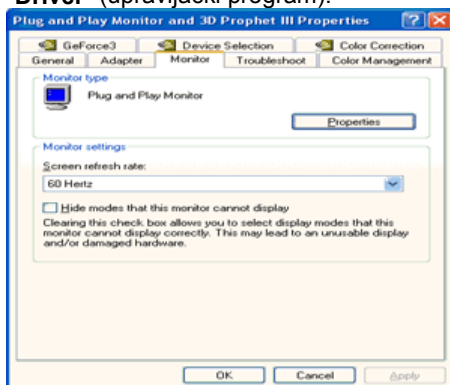 Driver" (upravljački program).
Plug and Play Monitor and 3D Prophet III Properties
GeForce3 Device Selection Color Correction
General Adapter Monitor Troubleshoot Color Management
Monitor type
Plug and Play Monitor
Properties
Monitor settings
Screen refresh rate:
60 Hertz
Hide modes that this monitor cannot display
Clearing this check box allows you to select display modes that this
monitor cannot display correctly. This may lead to an unusable display
and/or damaged hardware.
OK Cancel Apply